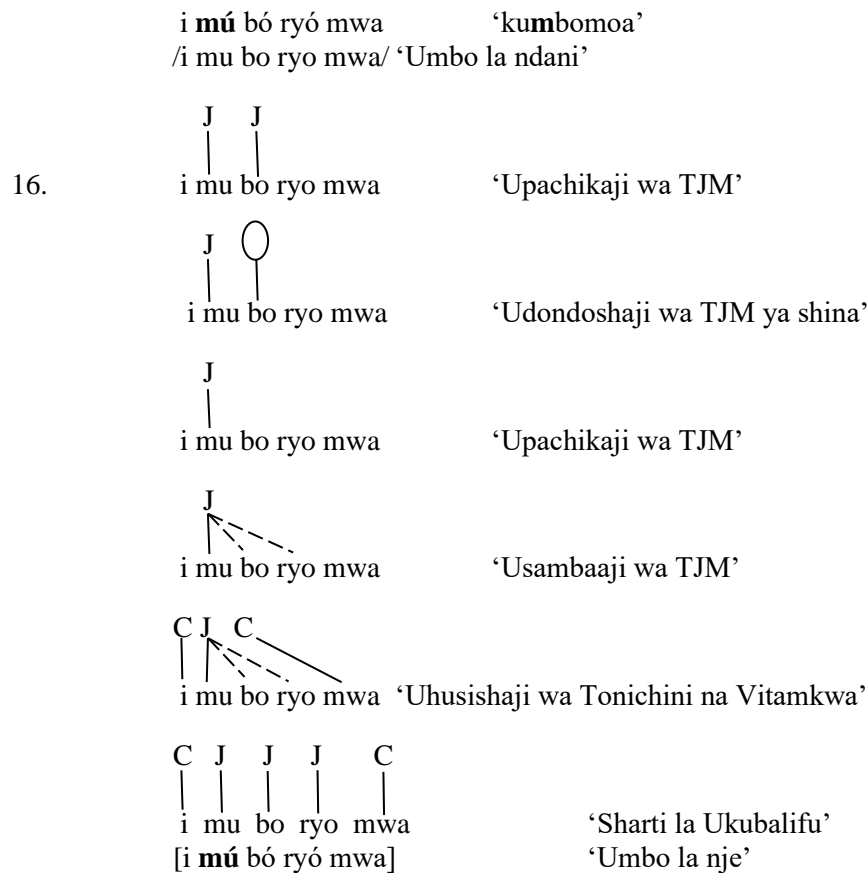 i mú bó ryó mwa ‘kumbomoa’
/i mu bo ryo mwa/ ‘Umbo la ndani’
J J
16. i mu bo ryo mwa ‘Upachikaji wa TJM’
J
i mu bo ryo mwa ‘Udondoshaji wa TJM ya shina’
J
i mu bo ryo mwa ‘Upachikaji wa TJM’
J
i mu bo ryo mwa ‘Usambaaji wa TJM’
C J C
i mu bo ryo mwa ‘Uhusishaji wa Tonichini na Vitamkwa’
C J J J C
i mu bo ryo mwa ‘Sharti la Ukubalifu’
[i mú bó ryó mwa] ‘Umbo la nje’